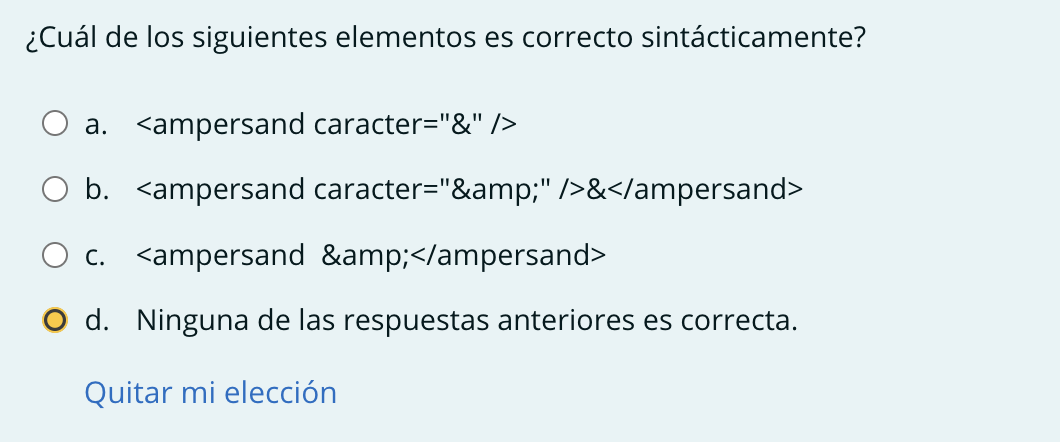 ¿Cuál de los siguientes elementos es correcto sintácticamente?
a. <ampersand caracter="&" />
b. <ampersand caracter="&amp;" />&</ampersand>
c. <ampersand  &amp;</ampersand>
d. Ninguna de las respuestas anteriores es correcta.
Quitar mi elección